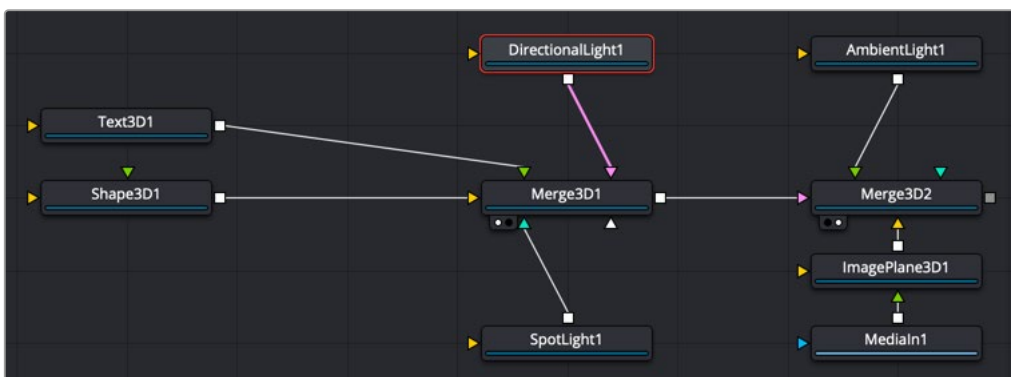 DirectionalLight1
AmbientLight1
Text3D1
Shape3D1
Merge3D1
Merge3D2
ImagePlane3D1
SpotLight1
MediaIn1